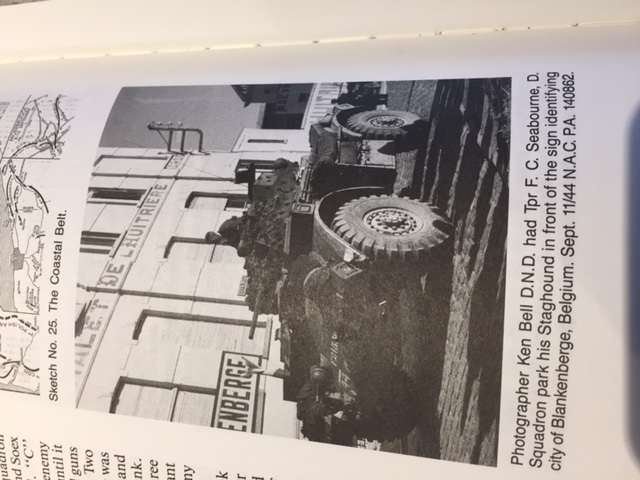 quadron
nd Soex
"C"
enemy
until it
guns
Two
was
and
nk.
ree
ant
my
k
r
d
Sketch No. 25. The Coastal Belt.
ALET DE L'HUITRIERE
ENBERGE
Photographer Ken Bell D.N.D. had Tpr F. C. Seabourne, D.
Squadron park his Staghound in front of the sign identifying
city of Blankenberge, Belgium. Sept. 11/44 N.A.C. P.A. 140862.